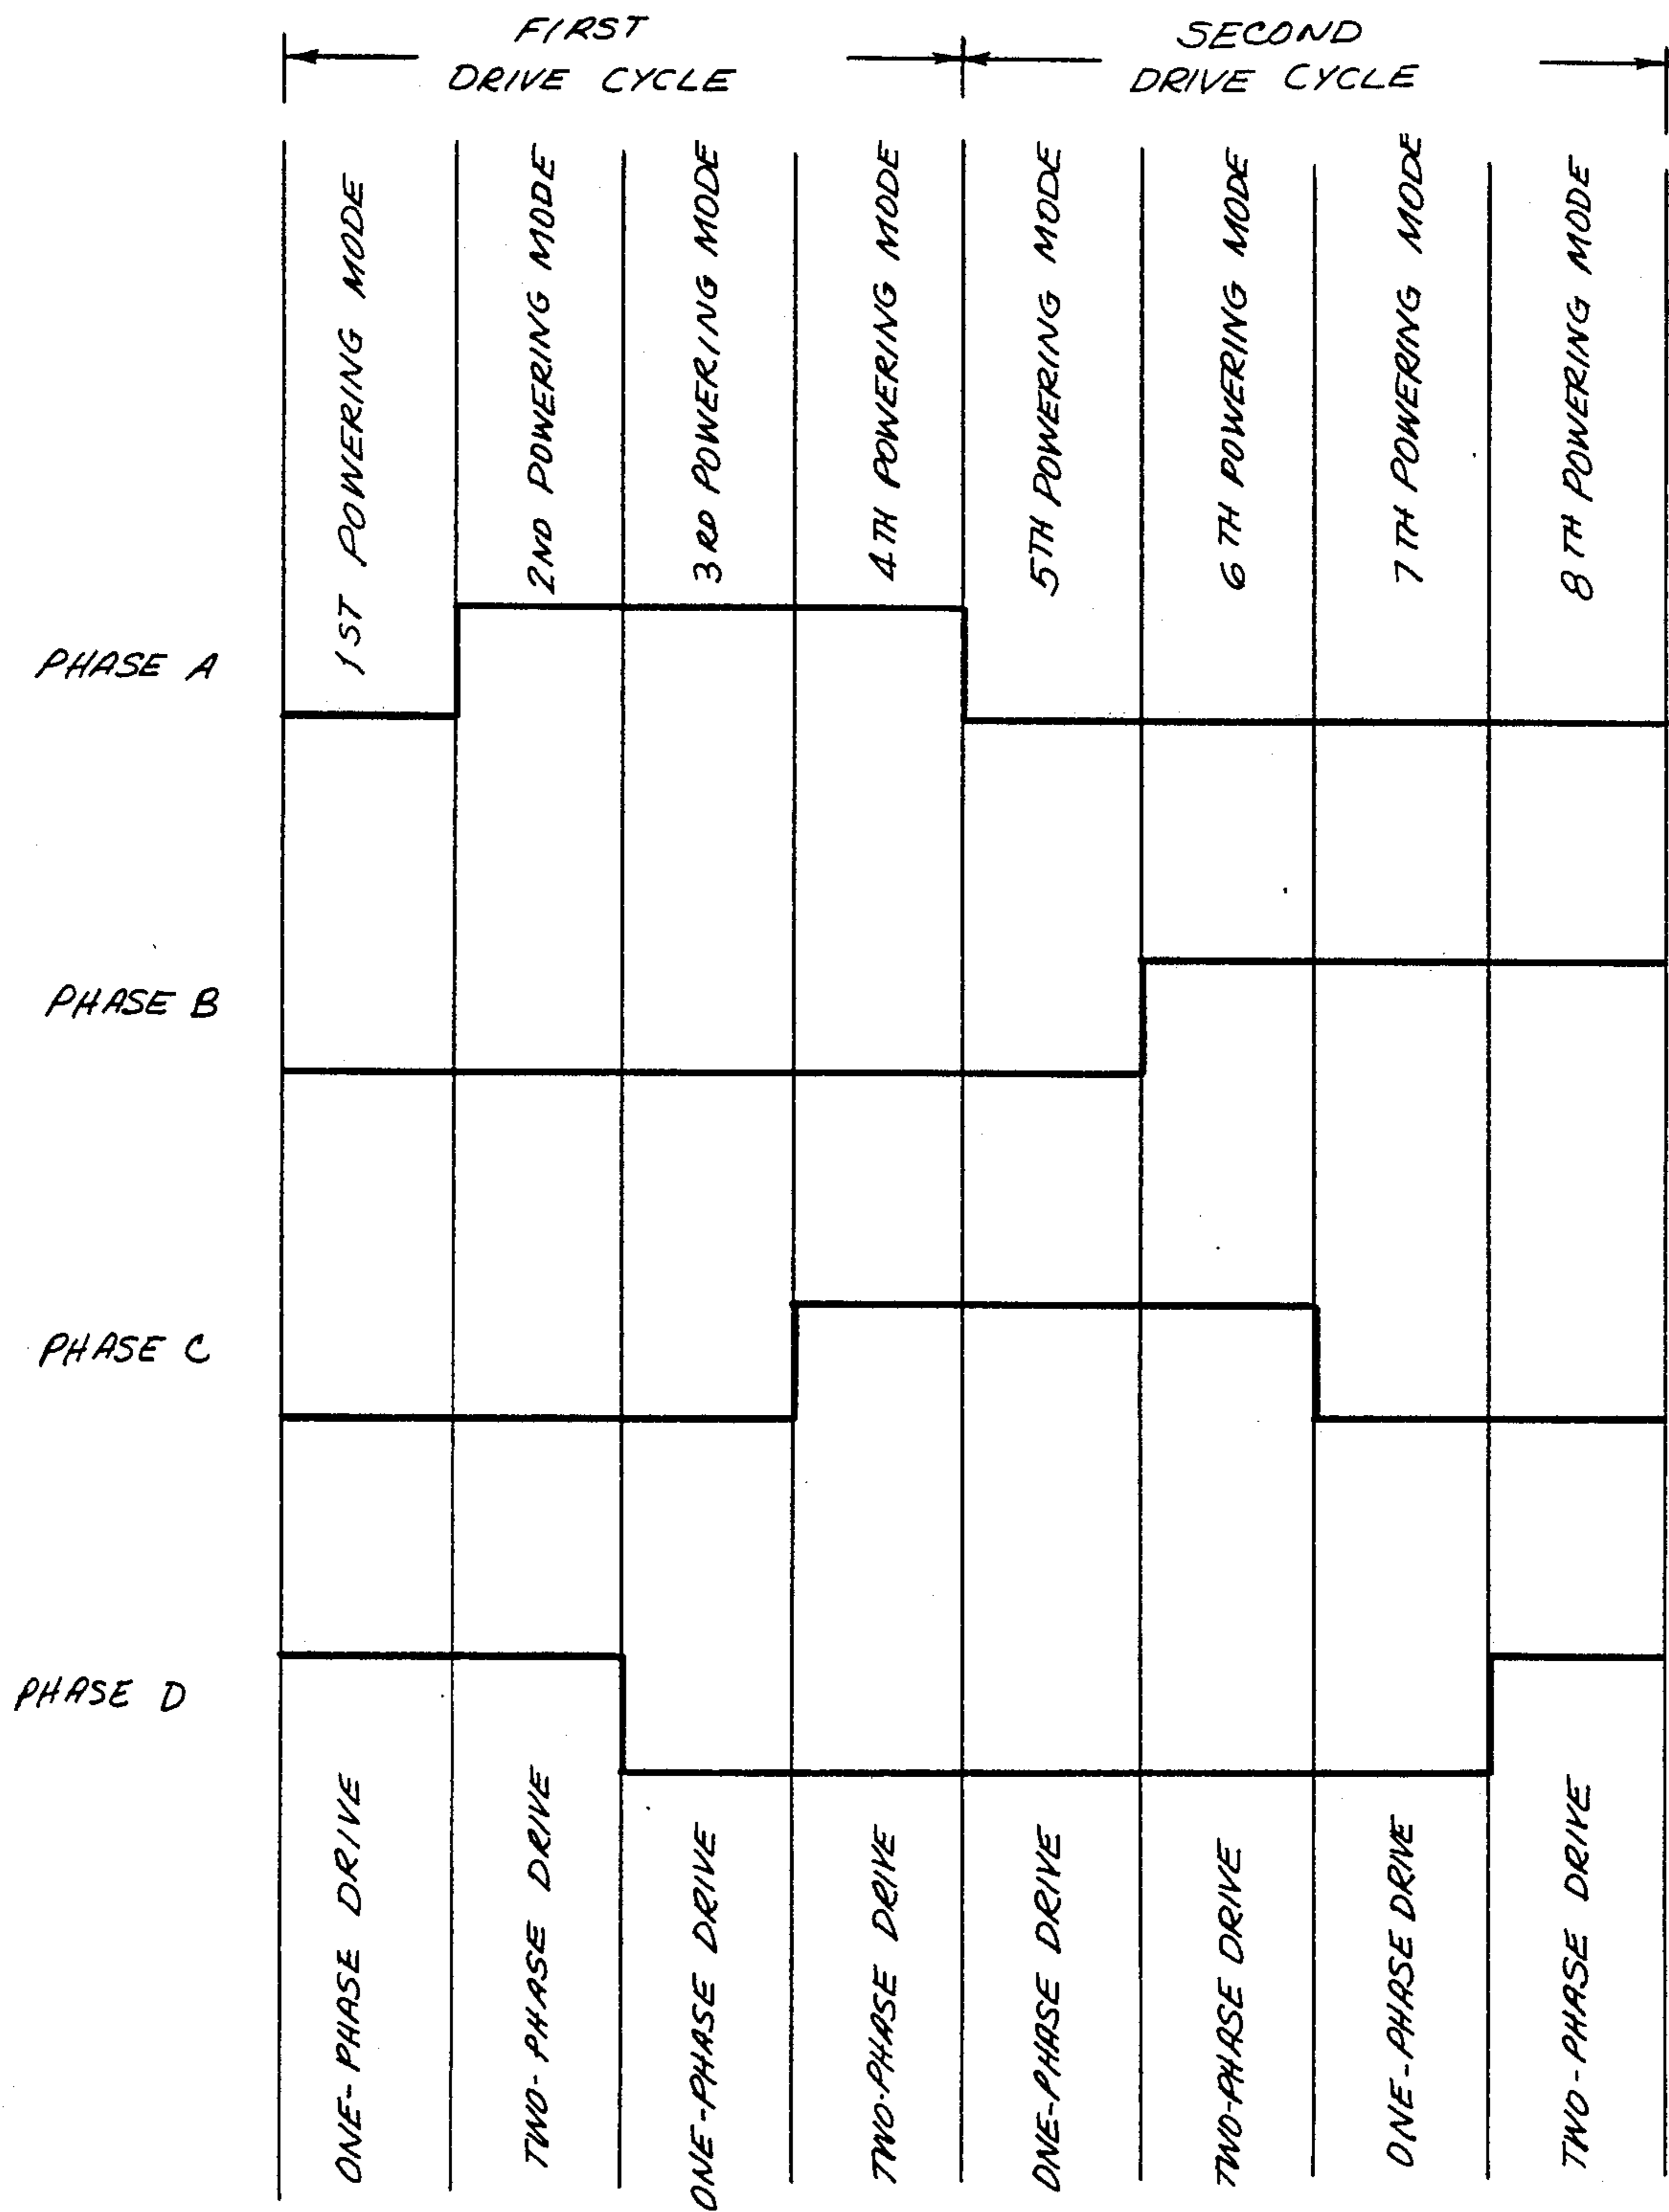 FIRST
DRIVE CYCLE
SECOND
DRIVE CYCLE
1ST POWERING MODE
2ND POWERING MODE
3RD POWERING MODE
4TH POWERING MODE
5TH POWERING MODE
6TH POWERING MODE
7TH POWERING MODE
8TH POWERING MODE
PHASE A
PHASE B
PHASE C
PHASE D
ONE-PHASE DRIVE
TWO-PHASE DRIVE
ONE-PHASE DRIVE
TWO-PHASE DRIVE
ONE-PHASE DRIVE
TWO-PHASE DRIVE
ONE-PHASE DRIVE
TWO-PHASE DRIVE